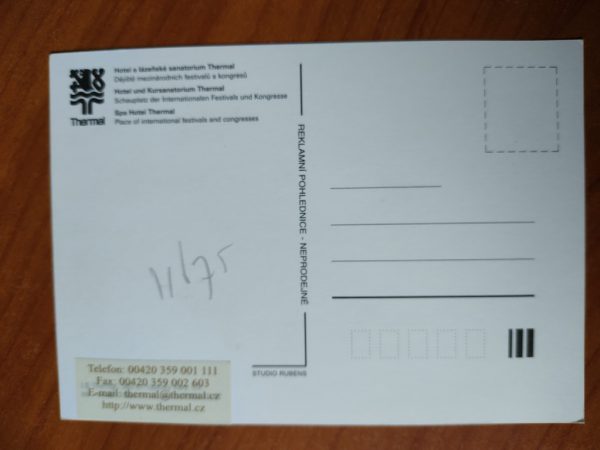 Hotel a lázeňské sanatorium Thermal
Dějiště mezinárodních festivalů a kongresů
Hotel und Kursanatorium Thermal
Schauplatz der Internationalen Festivals und Kongresse
Spa Hotel Thermal
Place of international festivals and congresses
Thermal
REKLAMNÍ POHLEDNICE - NEPRODEJNÉ
STUDIO RUBENS
Telefon: 00420 359 001 111
Fax: 00420 359 002 603
E-mail: thermal@thermal.cz
http://www.thermal.cz